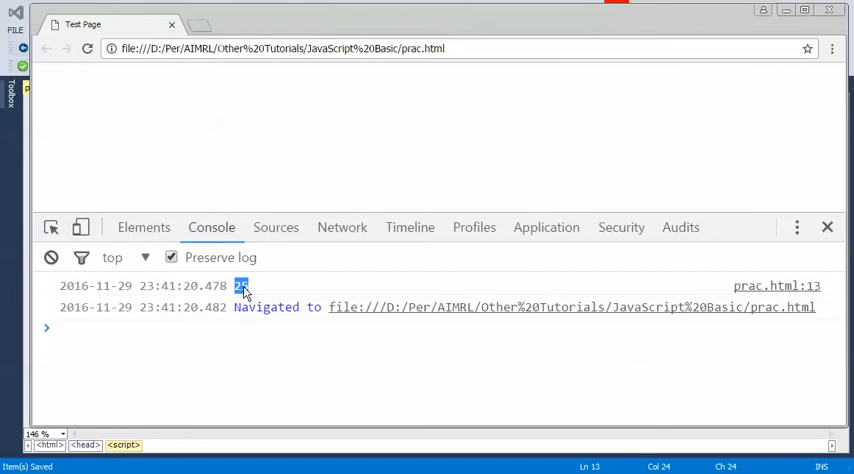 Test Page
FILE
file:///D:/Per/AIMRL/Other%20Tutorials/JavaScript%20Basic/prac.html
Toolbox
Elements Console Sources Network Timeline Profiles Application Security Audits
top Preserve log
2016-11-29 23:41:20.478 25 prac.html:13
2016-11-29 23:41:20.482 Navigated to file:///D:/Per/AIMRL/Other%20Tutorials/JavaScript%20Basic/prac.html
146 %
<html> <head> <script>
Item(s) Saved Ln 13 Col 24 Ch 24 INS